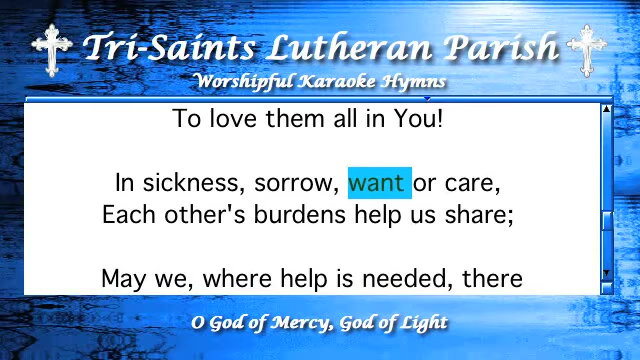 Tri-Saints Lutheran Parish
Worshipful Karaoke Hymns
To love them all in You!
In sickness, sorrow, want or care,
Each other's burdens help us share;
May we, where help is needed, there
O God of Mercy, God of Light